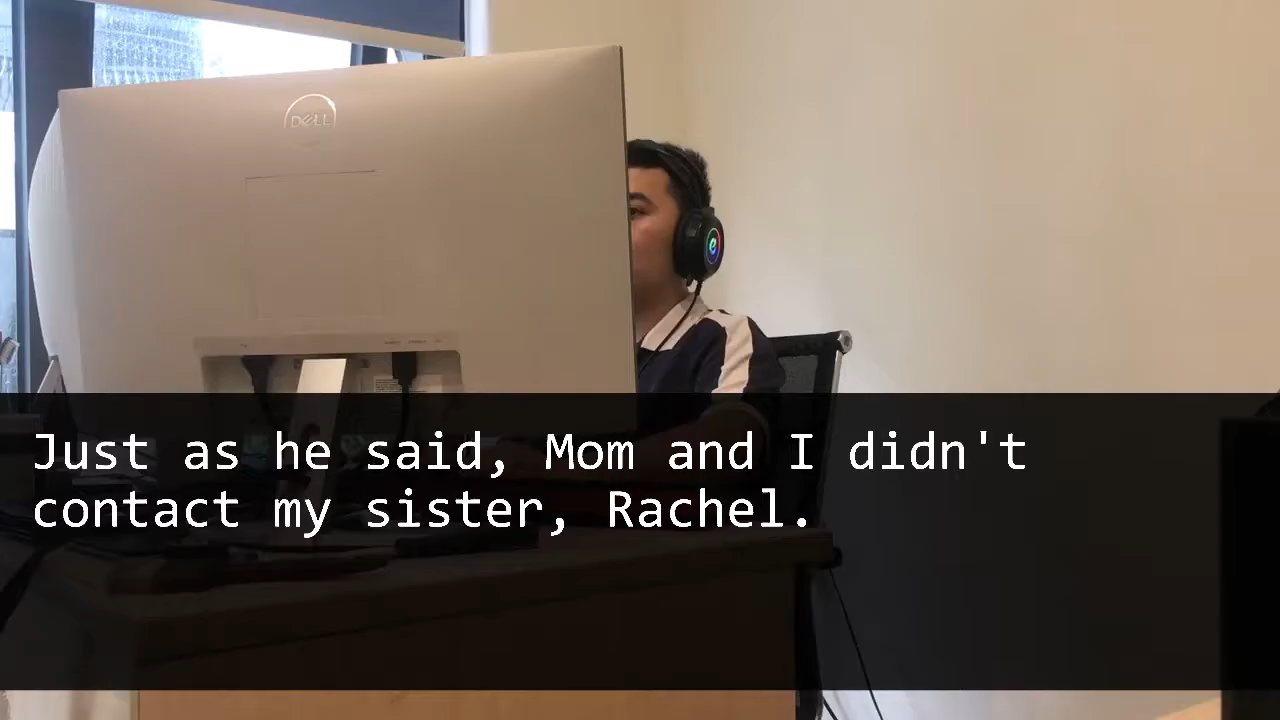 DELL
Just as he said, Mom and I didn't
contact my sister, Rachel.